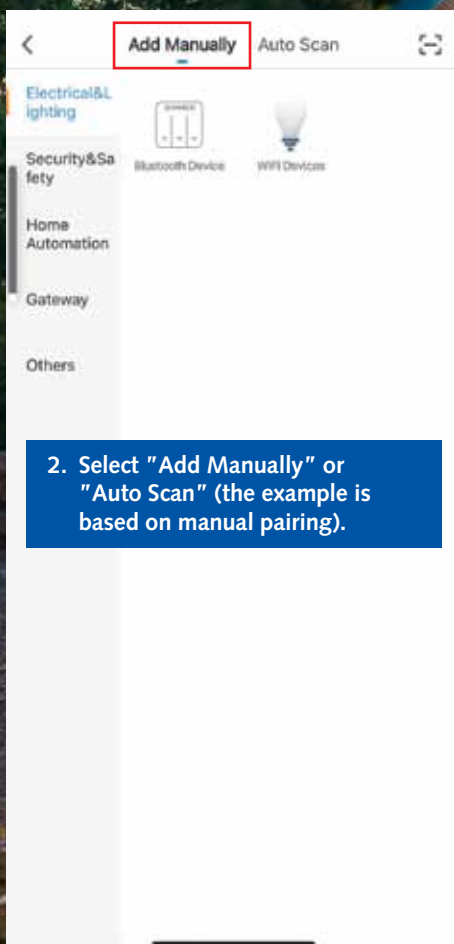 Add Manually Auto Scan
Electrical&L
ighting
Bluetooth Device WIFI Devices
Security&Sa
fety
Home
Automation
Gateway
Others
2. Select "Add Manually" or
"Auto Scan" (the example is
based on manual pairing).